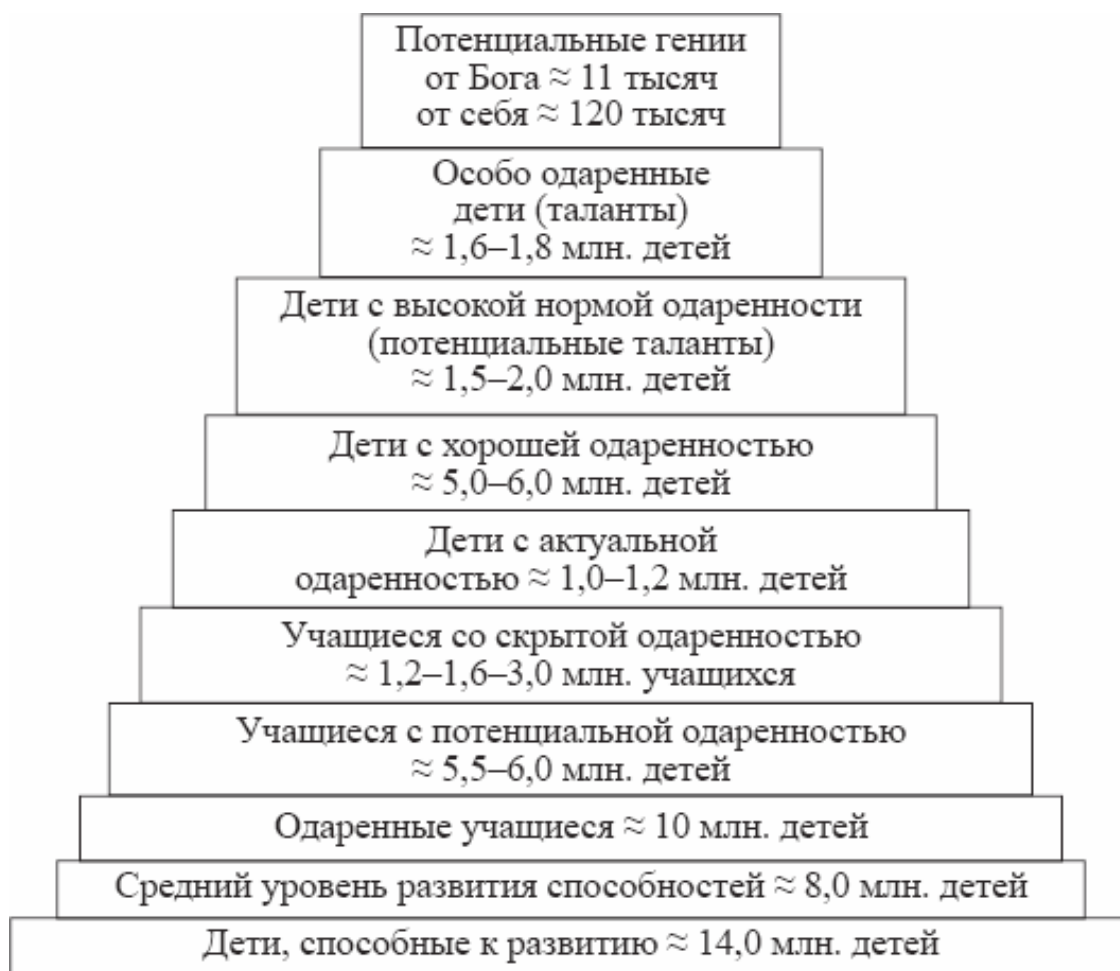 Потенциальные гении
от Бога ≈ 11 тысяч
от себя ≈ 120 тысяч
Особо одаренные
дети (таланты)
≈ 1,6–1,8 млн. детей
Дети с высокой нормой одаренности
(потенциальные таланты)
≈ 1,5–2,0 млн. детей
Дети с хорошей одаренностью
≈ 5,0–6,0 млн. детей
Дети с актуальной
одаренностью ≈ 1,0–1,2 млн. детей
Учащиеся со скрытой одаренностью
≈ 1,2–1,6–3,0 млн. учащихся
Учащиеся с потенциальной одаренностью
≈ 5,5–6,0 млн. детей
Одаренные учащиеся ≈ 10 млн. детей
Средний уровень развития способностей ≈ 8,0 млн. детей
Дети, способные к развитию ≈ 14,0 млн. детей